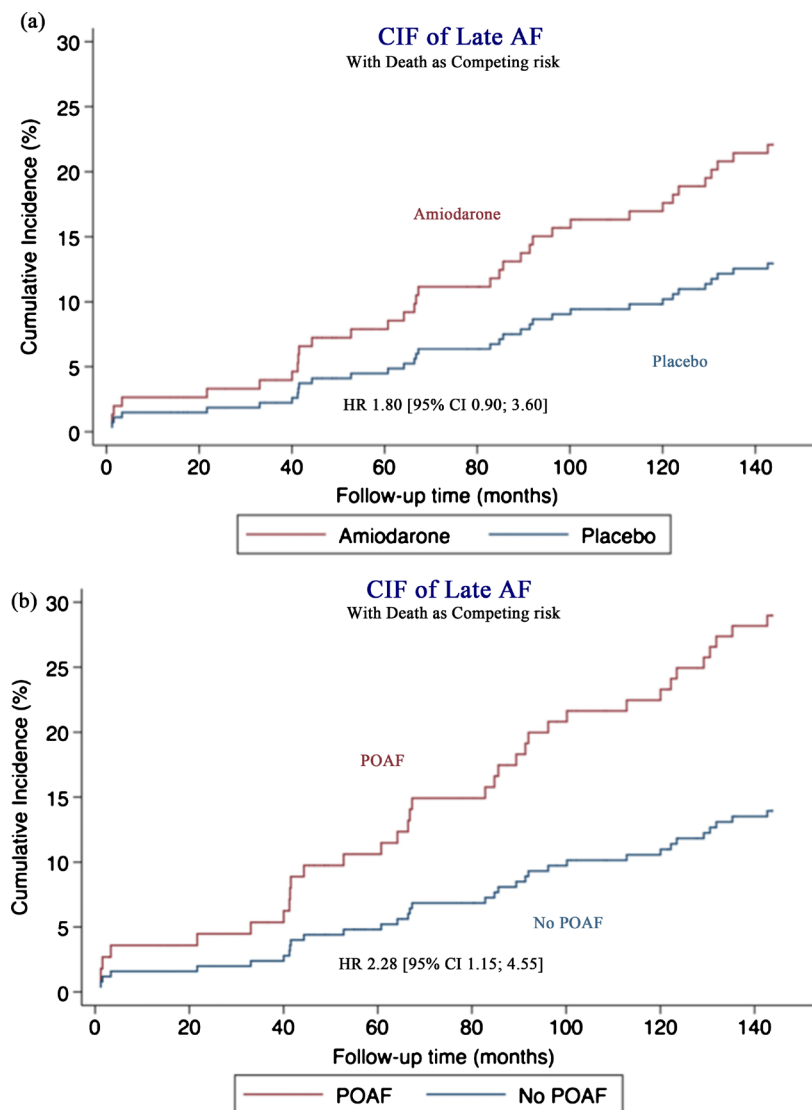 (a)
CIF of Late AF
With Death as Competing risk
30
25
20
15
10
5
0
Cumulative Incidence (%)
Amiodarone
Placebo
HR 1.80 [95% CI 0.90; 3.60]
0 20 40 60 80 100 120 140
Follow-up time (months)
Amiodarone Placebo
(b)
CIF of Late AF
With Death as Competing risk
30
25
20
15
10
5
0
Cumulative Incidence (%)
POAF
No POAF
HR 2.28 [95% CI 1.15; 4.55]
0 20 40 60 80 100 120 140
Follow-up time (months)
POAF No POAF